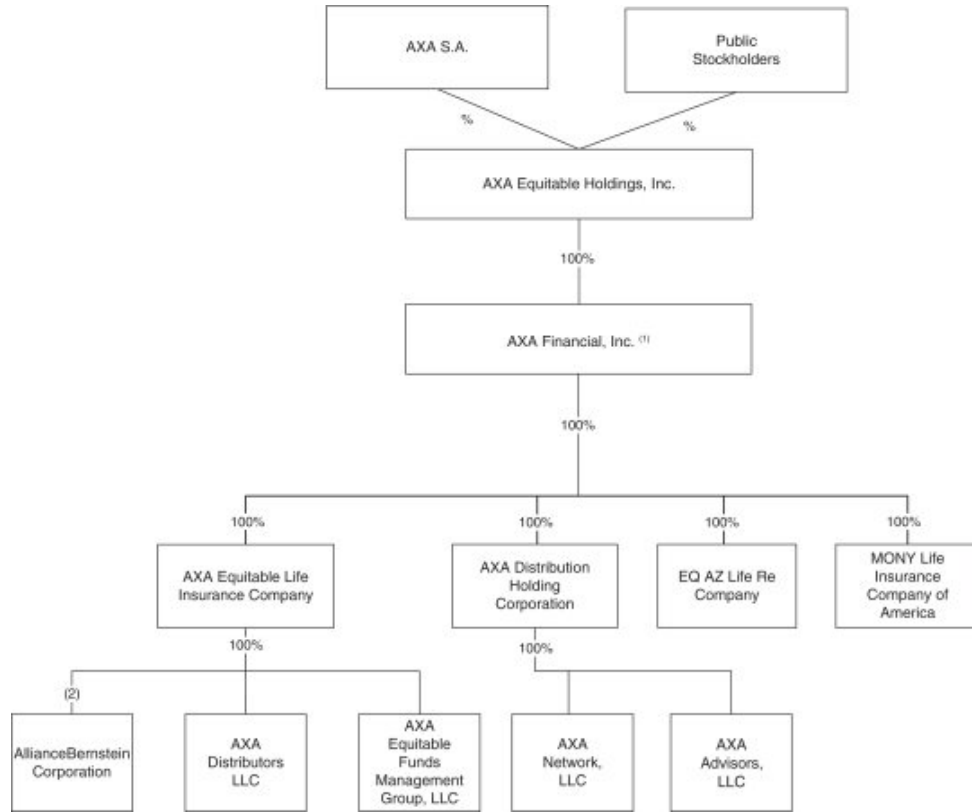 AXA S.A.
Public
Stockholders
%
%
AXA Equitable Holdings, Inc.
100%
AXA Financial, Inc. (1)
100%
100%
100%
100%
100%
AXA Equitable Life
Insurance Company
AXA Distribution
Holding
Corporation
EQ AZ Life Re
Company
MONY Life
Insurance
Company of
America
100%
100%
(2)
AllianceBernstein
Corporation
AXA
Distributors
LLC
AXA
Equitable
Funds
Management
Group, LLC
AXA
Network,
LLC
AXA
Advisors,
LLC